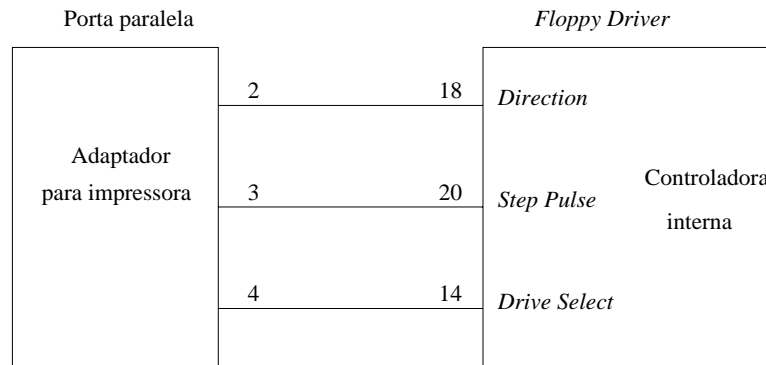 Porta paralela
Floppy Driver
2
18
Direction
Adaptador
para impressora
3
20
Step Pulse
Controladora
interna
4
14
Drive Select